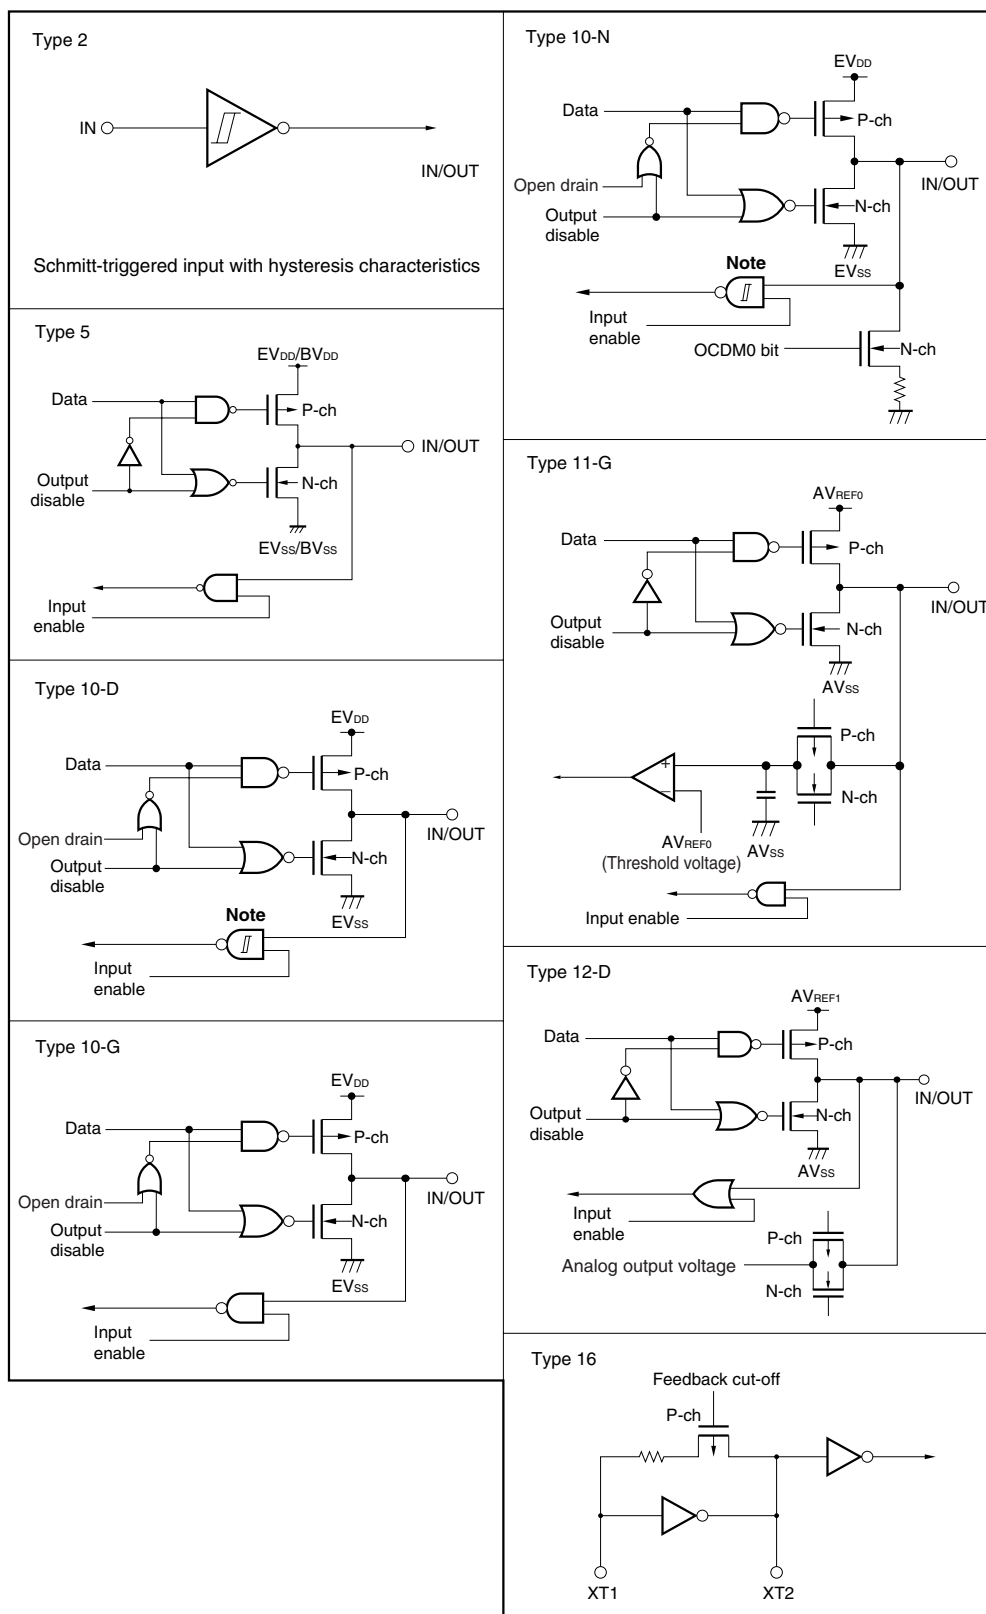 Type 2
IN
IN/OUT
Schmitt-triggered input with hysteresis characteristics
Type 5
EVDD/BVDD
Data
P-ch
IN/OUT
Output
disable
N-ch
EVSS/BVSS
Input
enable
Type 10-D
EVDD
Data
P-ch
IN/OUT
Open drain
Output
disable
N-ch
EVSS
Note
Input
enable
Type 10-G
EVDD
Data
P-ch
IN/OUT
Open drain
Output
disable
N-ch
EVSS
Input
enable
Type 10-N
EVDD
Data
P-ch
IN/OUT
Open drain
Output
disable
N-ch
EVSS
Note
Input
enable
OCDM0 bit
N-ch
Type 11-G
AVREF0
Data
P-ch
IN/OUT
Output
disable
N-ch
AVSS
P-ch
+
−
N-ch
AVREF0
(Threshold voltage)
AVSS
Input enable
Type 12-D
AVREF1
Data
P-ch
IN/OUT
Output
disable
N-ch
AVSS
Input
enable
P-ch
Analog output voltage
N-ch
Type 16
Feedback cut-off
P-ch
XT1
XT2